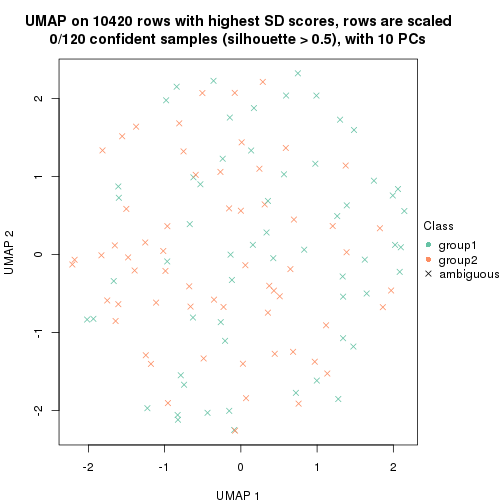 UMAP on 10420 rows with highest SD scores, rows are scaled
0/120 confident samples (silhouette > 0.5), with 10 PCs
2
1
0
-1
-2
UMAP 2
-2
-1
0
1
2
UMAP 1
Class
group1
group2
ambiguous